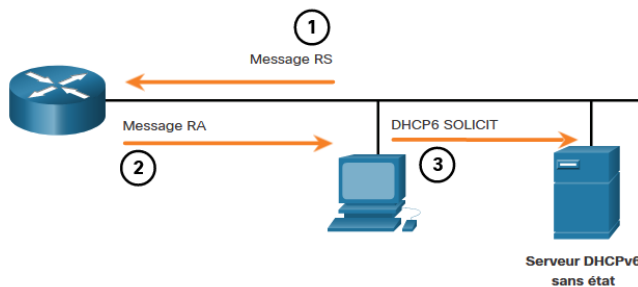 1
Message RS
Message RA
DHCP6 SOLICIT
2
3
Serveur DHCPv6
sans état